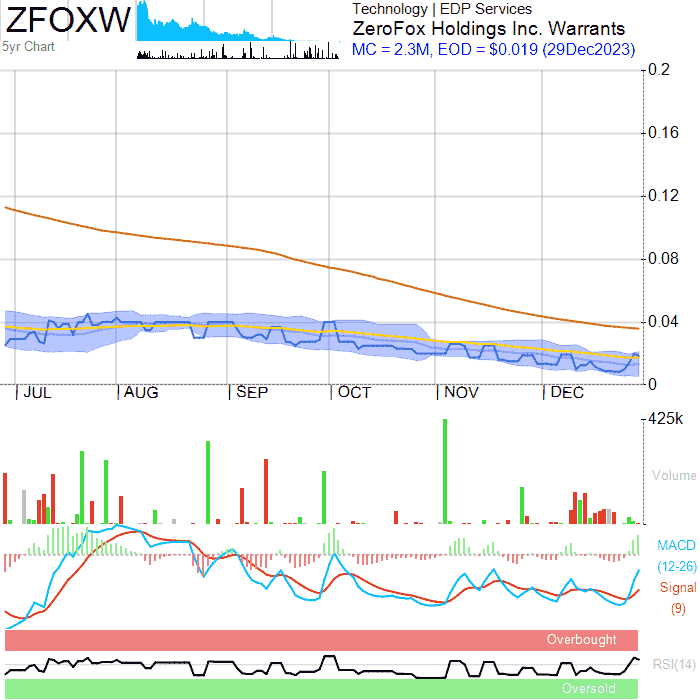 ZFOXW
5yr Chart
Technology | EDP Services
ZeroFox Holdings Inc. Warrants
MC = 2.3M, EOD = $0.019 (29Dec2023)
0.2
0.16
0.12
0.08
0.04
0
JUL AUG SEP OCT NOV DEC
425k
Volume
MACD
(12-26)
Signal
(9)
Overbought
RSI(14)
Oversold